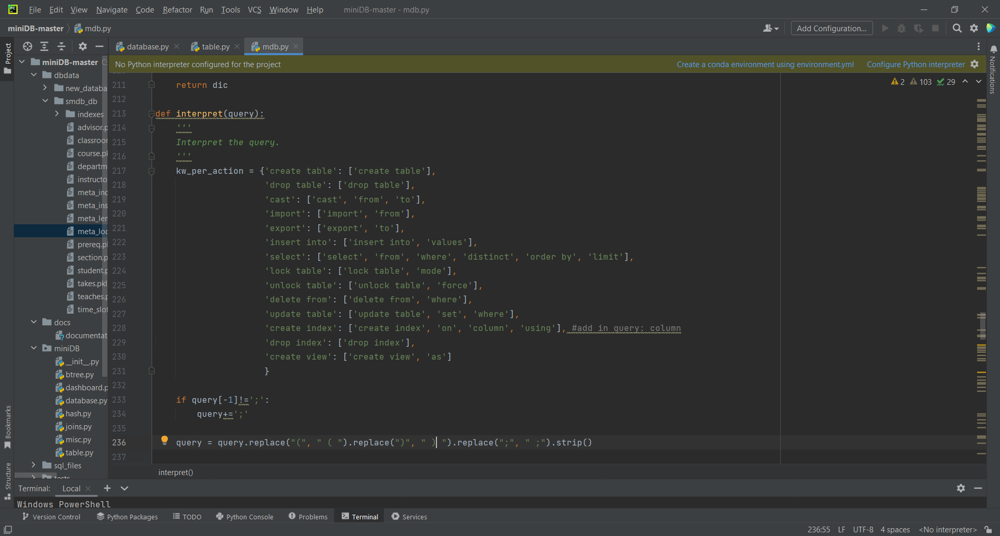 File Edit View Navigate Code Refactor Run Tools VCS Window Help miniDB-master - mdb.py
miniDB-master mdb.py Add Configuration...
Project
database.py table.py mdb.py
No Python interpreter configured for the project Create a conda environment using environment.yml Configure Python interpreter
Notifications
2 103 29
miniDB-master
dbdata
new_databa
smdb_db
indexes
advisor.p
classroor
course.pk
departm
instructo
meta_ind
meta_ins
meta_ler
meta_loc
prereq.pl
section.p
student.p
takes.pkl
teaches.p
time_slot
docs
documentat
miniDB
__init__.py
btree.py
dashboard.p
database.py
hash.py
joins.py
misc.py
table.py
sql_files
tests
211 return dic
212
213 def interpret(query):
214 '''
215 Interpret the query.
216 '''
217 kw_per_action = {'create table': ['create table'],
218 'drop table': ['drop table'],
219 'cast': ['cast', 'from', 'to'],
220 'import': ['import', 'from'],
221 'export': ['export', 'to'],
222 'insert into': ['insert into', 'values'],
223 'select': ['select', 'from', 'where', 'distinct', 'order by', 'limit'],
224 'lock table': ['lock table', 'mode'],
225 'unlock table': ['unlock table', 'force'],
226 'delete from': ['delete from', 'where'],
227 'update table': ['update table', 'set', 'where'],
228 'create index': ['create index', 'on', 'column', 'using'], #add in query: column
229 'drop index': ['drop index'],
230 'create view': ['create view', 'as']
231 }
232
233 if query[-1]!=';':
234 query+=';'
235
236 query = query.replace("(", " ( ").replace(")", " ) ").replace(";", " ;").strip()
237
interpret()
Bookmarks
Structure
Terminal: Local
Windows PowerShell
Version Control Python Packages TODO Python Console Problems Terminal Services
236:55 LF UTF-8 4 spaces <No interpreter>